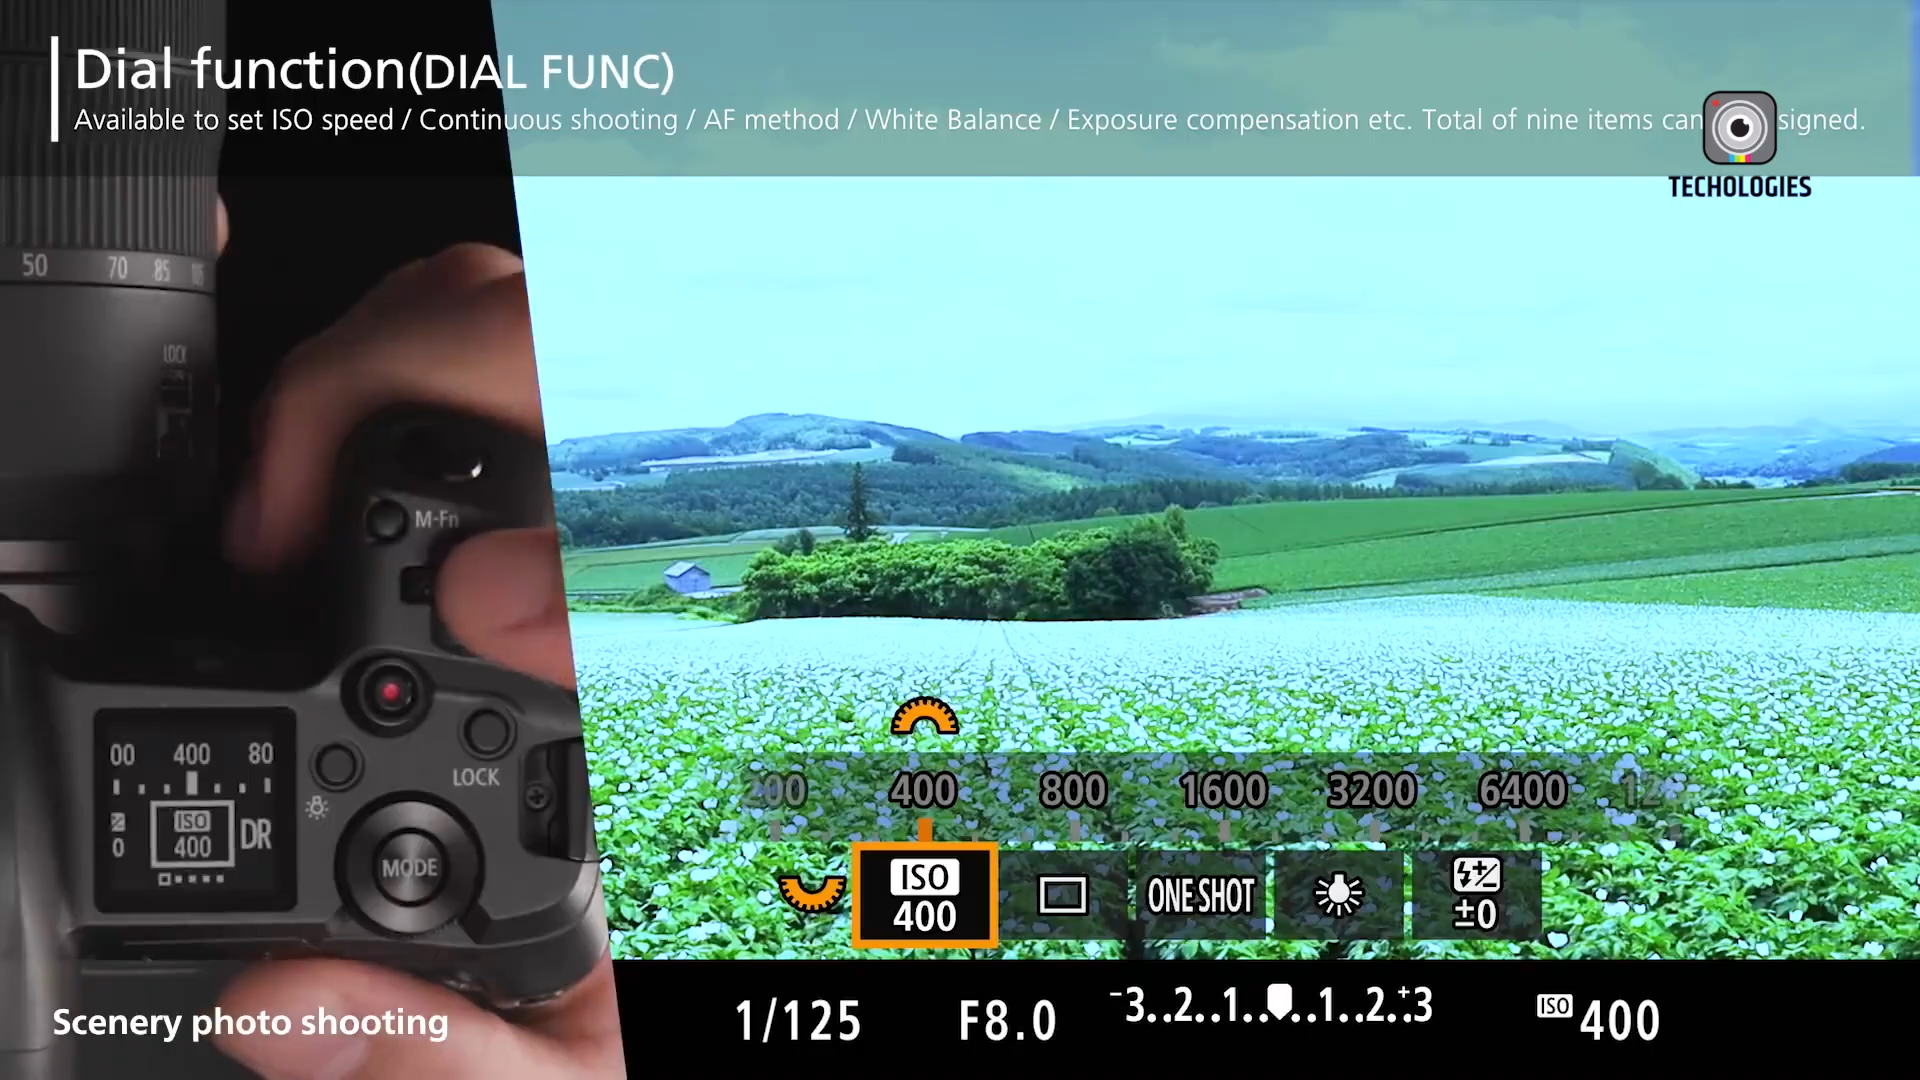 Dial function(DIAL FUNC)
Available to set ISO speed / Continuous shooting / AF method / White Balance / Exposure compensation etc. Total of nine items can signed.
TECHOLOGIES
50 70 85 105
LOCK
M-Fn
LOCK
00 400 80
ISO
400
DR
0
MODE
200 400 800 1600 3200 6400 12
ISO
400
ONE SHOT
±0
Scenery photo shooting
1/125 F8.0 -3..2..1....1..2..+3 ISO 400